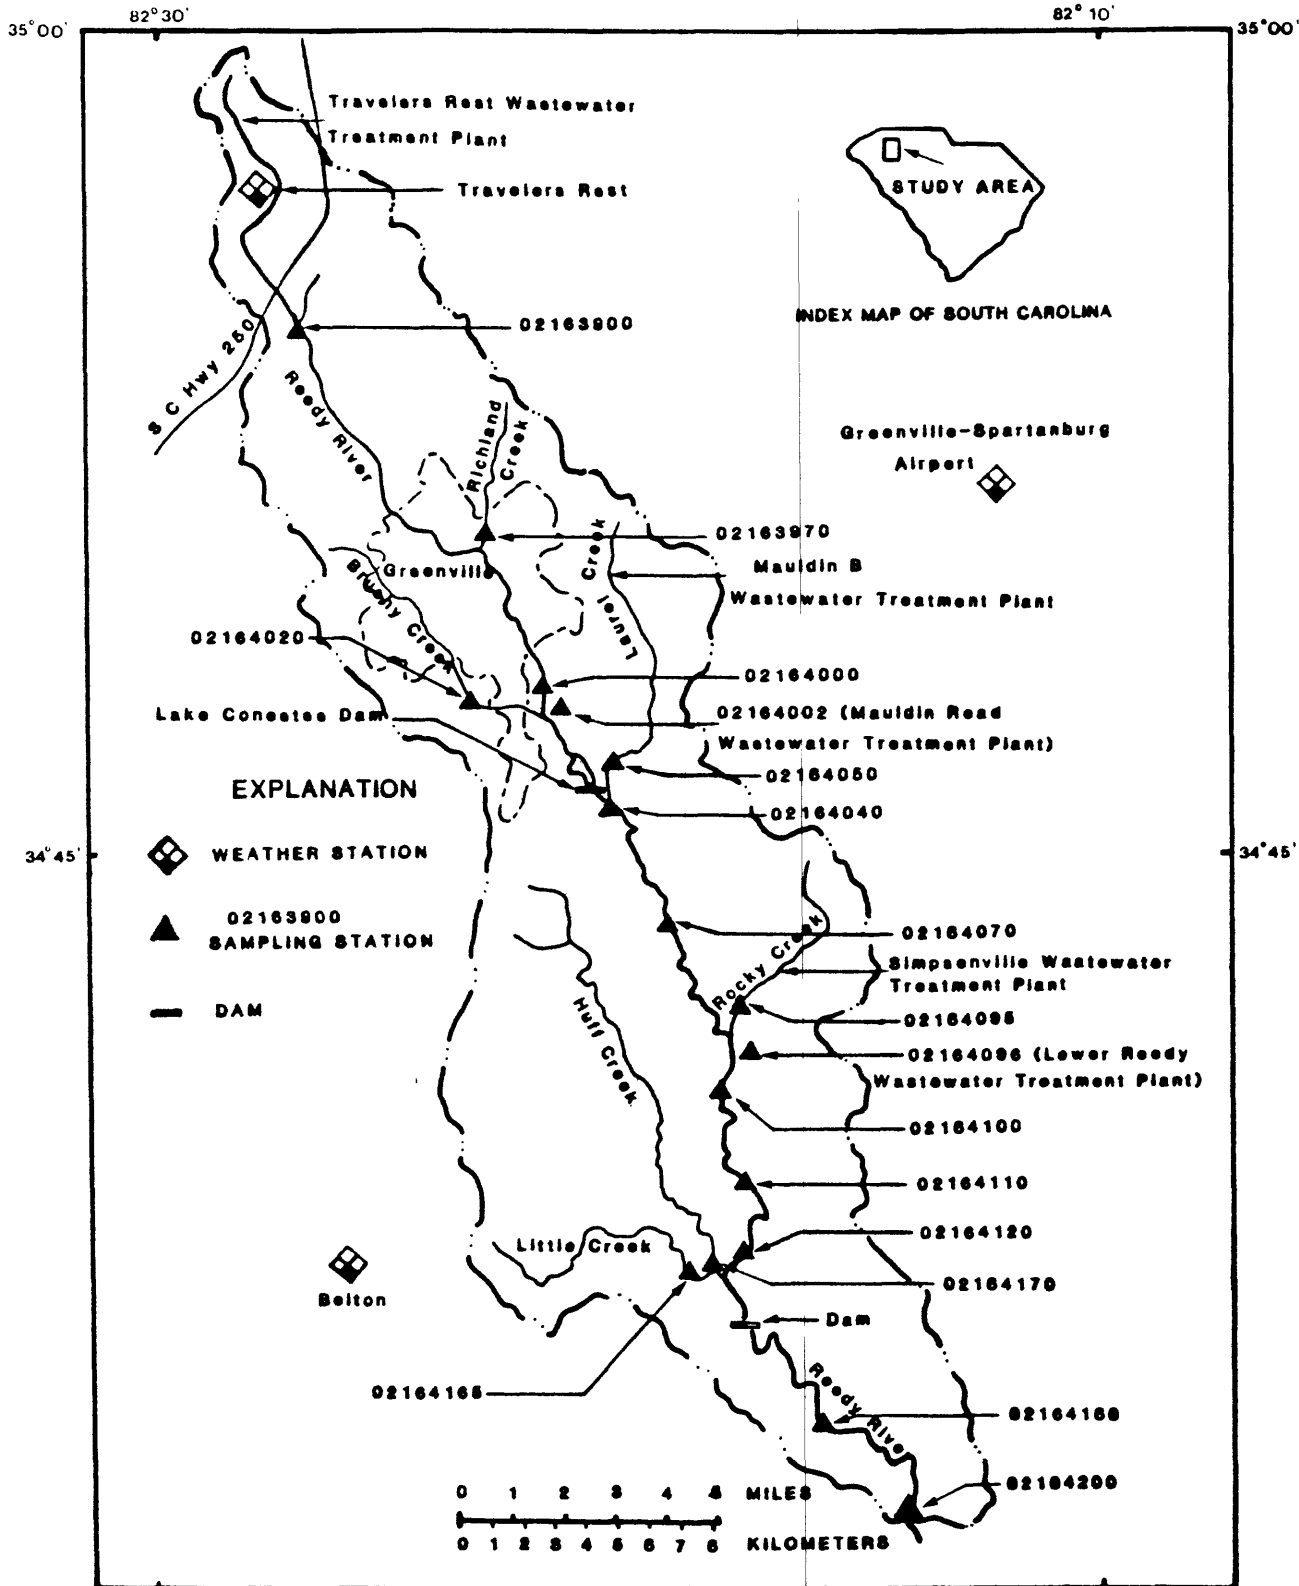 82°30'
82°10'
35°00'
35°00'
Travelers Rest Wastewater
Treatment Plant
Travelers Rest
STUDY AREA
INDEX MAP OF SOUTH CAROLINA
02163900
S C Hwy 250
Reedy River
Richland
Creek
Greenville-Spartanburg
Airport
02163970
Laurel Creek
Mauldin B
Wastewater Treatment Plant
Greenville
Brushy Creek
02164020
02164000
Lake Conestee Dam
02164002 (Mauldin Road
Wastewater Treatment Plant)
02164050
02164040
EXPLANATION
34°45'
34°45'
WEATHER STATION
02163900
SAMPLING STATION
DAM
02164070
Rocky Creek
Simpsonville Wastewater
Treatment Plant
02164095
02164096 (Lower Reedy
Wastewater Treatment Plant)
Huff Creek
02164100
02164110
02164120
Little Creek
02164170
Belton
Dam
02164165
Reedy River
02164200
0 1 2 3 4 5 MILES
0 1 2 3 4 5 6 7 8 KILOMETERS